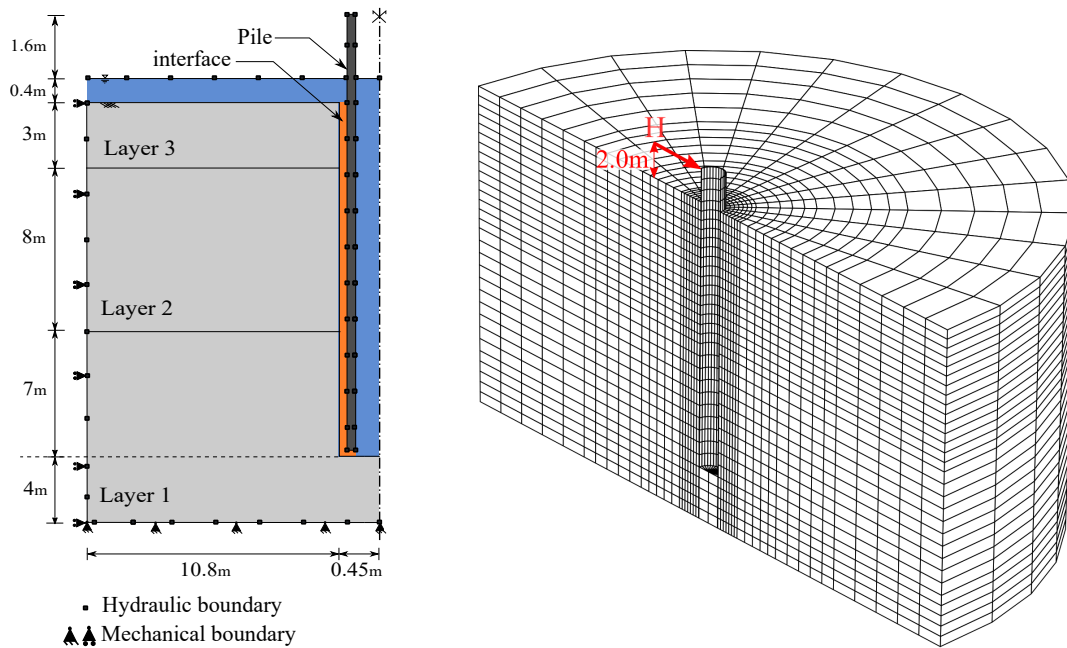 1.6m
Pile
interface
0.4m
3m
Layer 3
H
2.0m
8m
Layer 2
7m
Layer 1
4m
10.8m
0.45m
Hydraulic boundary
Mechanical boundary